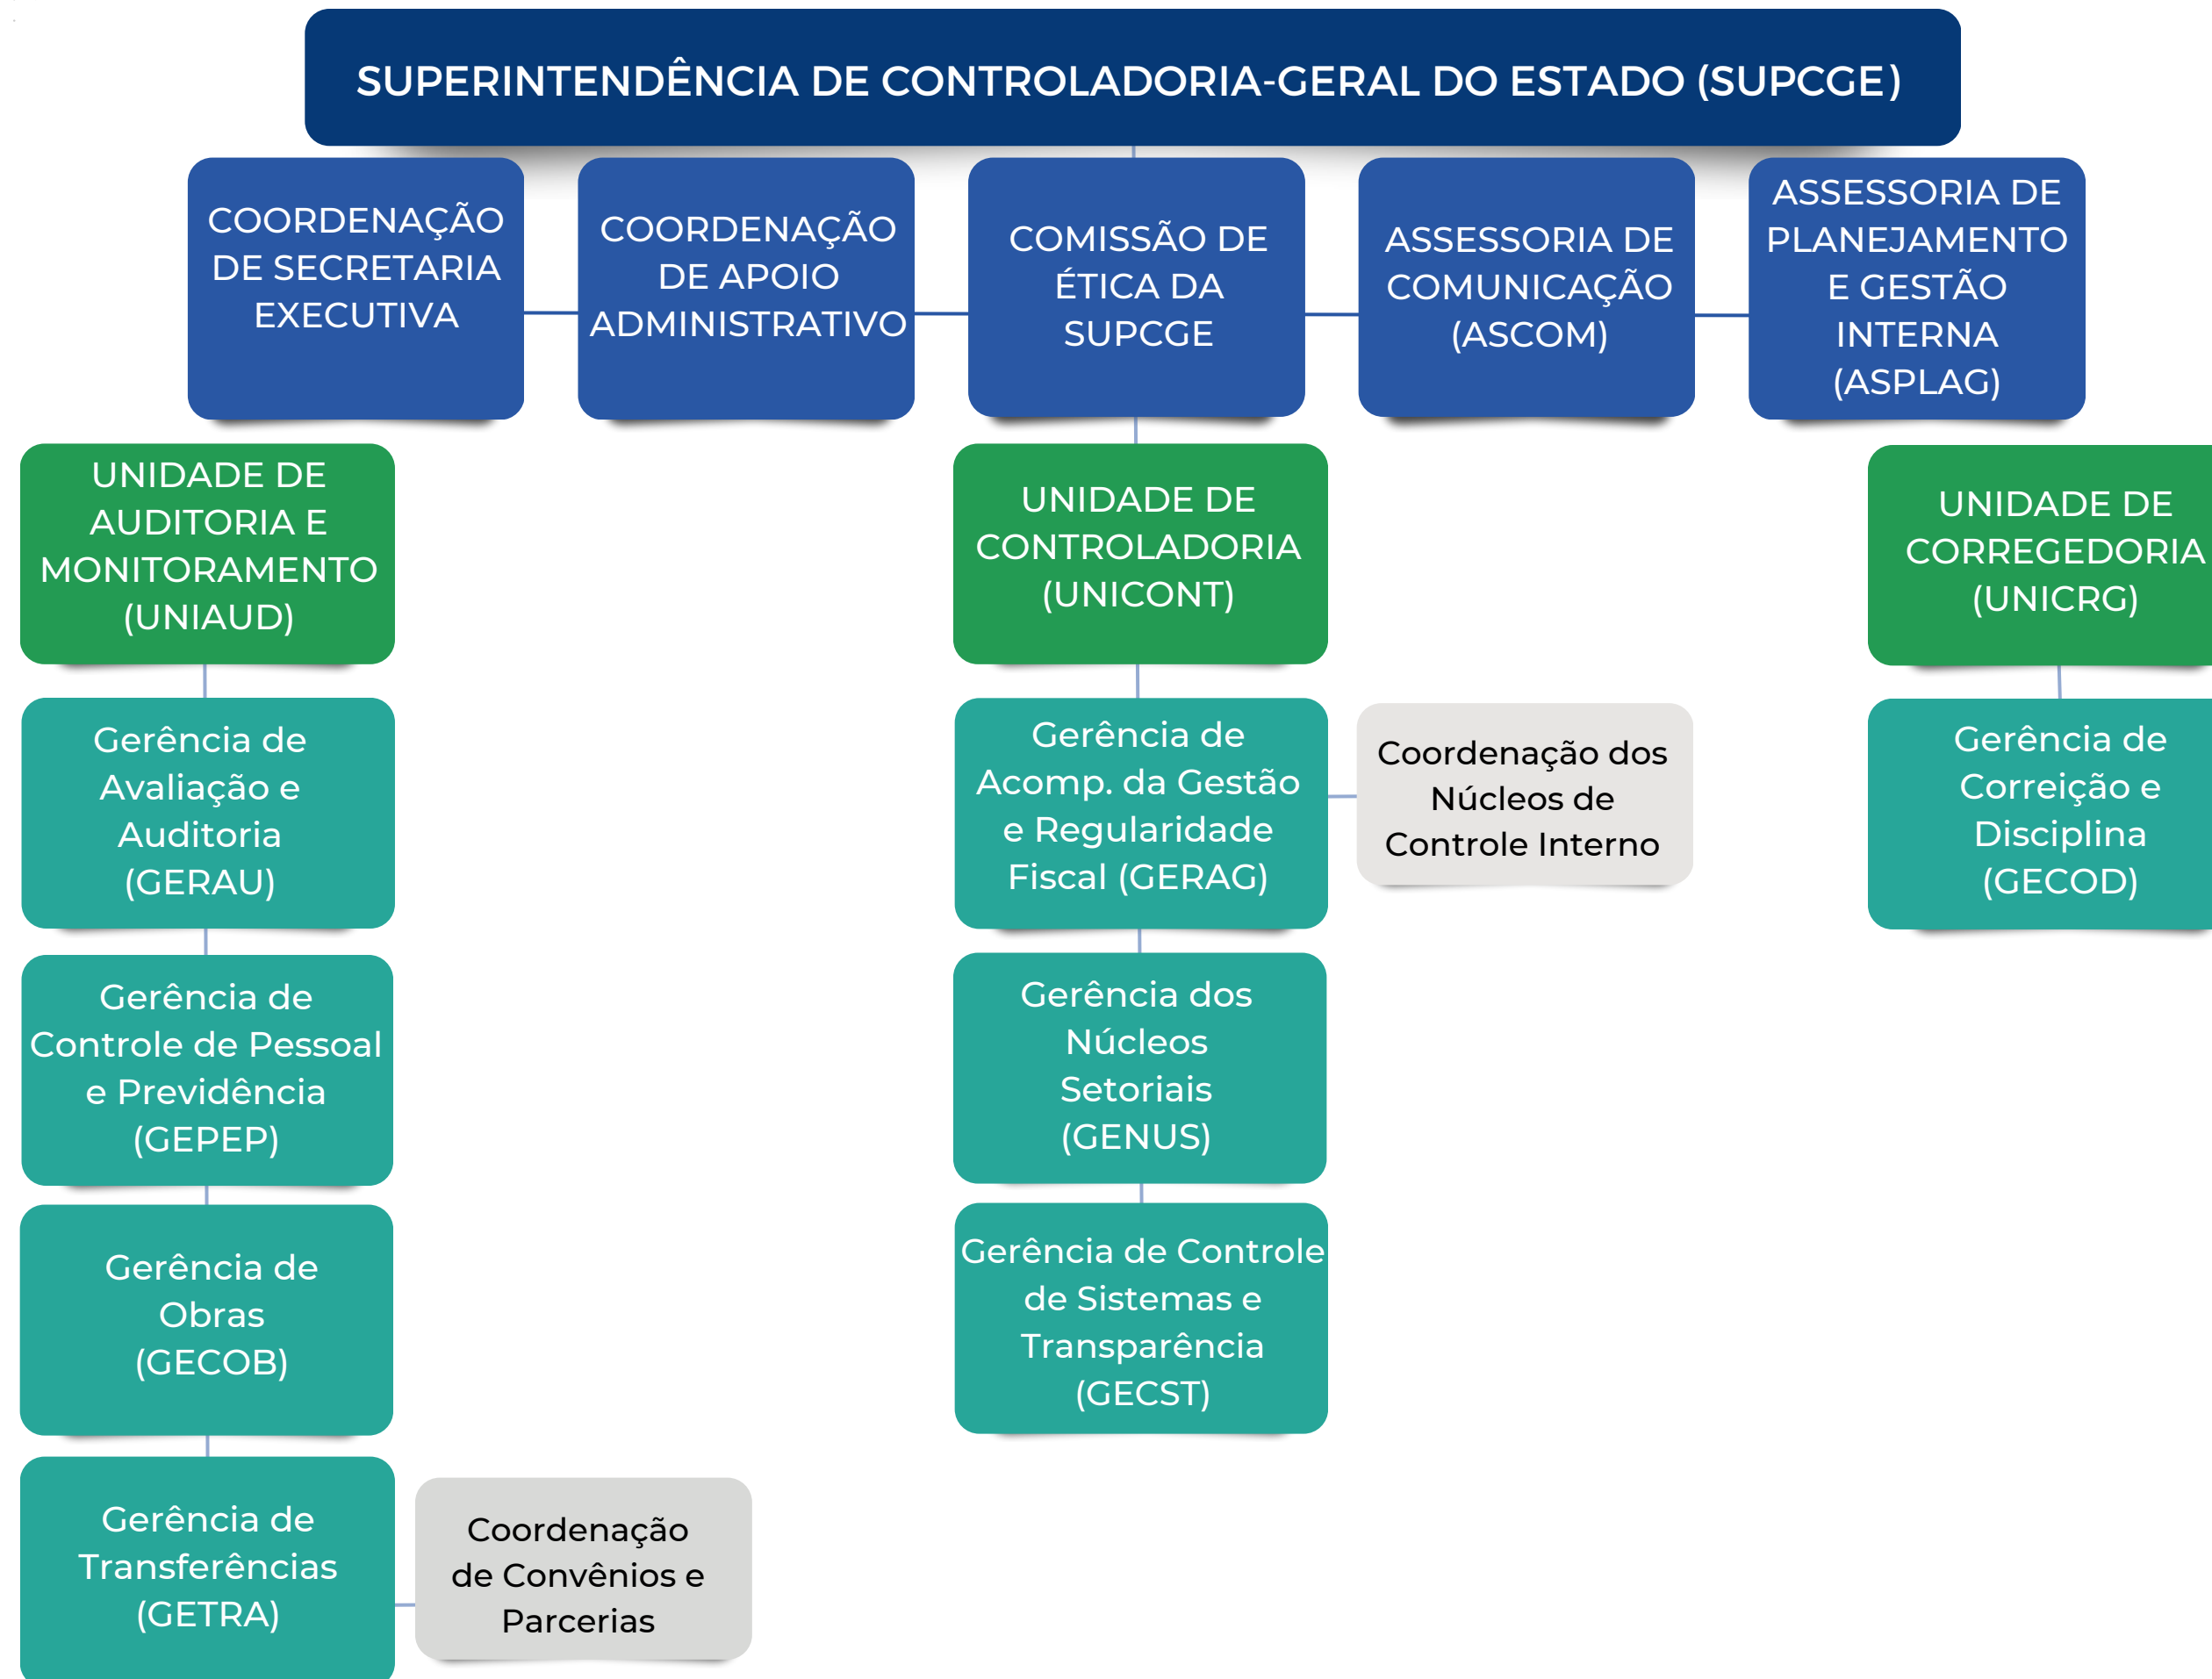 SUPERINTENDÊNCIA DE CONTROLADORIA-GERAL DO ESTADO (SUPCGE)
COORDENAÇÃO
DE SECRETARIA
EXECUTIVA
COORDENAÇÃO
DE APOIO
ADMINISTRATIVO
COMISSÃO DE
ÉTICA DA
SUPCGE
ASSESSORIA DE
COMUNICAÇÃO
(ASCOM)
ASSESSORIA DE
PLANEJAMENTO
E GESTÃO
INTERNA
(ASPLAG)
UNIDADE DE
AUDITORIA E
MONITORAMENTO
(UNIAUD)
UNIDADE DE
CONTROLADORIA
(UNICONT)
UNIDADE DE
CORREGEDORIA
(UNICRG)
Gerência de
Avaliação e
Auditoria
(GERAU)
Gerência de
Acomp. da Gestão
e Regularidade
Fiscal (GERAG)
Coordenação dos
Núcleos de
Controle Interno
Gerência de
Correição e
Disciplina
(GECOD)
Gerência de
Controle de Pessoal
e Previdência
(GEPEP)
Gerência dos
Núcleos
Setoriais
(GENUS)
Gerência de
Obras
(GECOB)
Gerência de Controle
de Sistemas e
Transparência
(GECST)
Gerência de
Transferências
(GETRA)
Coordenação
de Convênios e
Parcerias